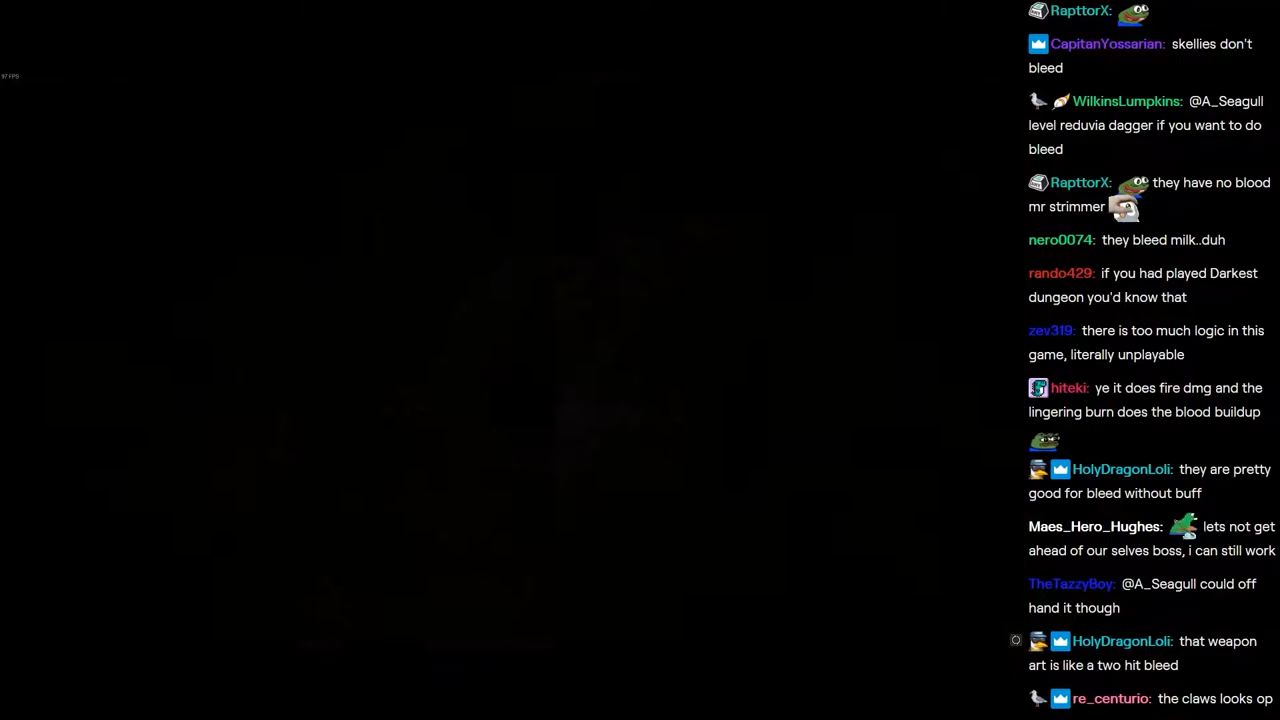 RapttorX:
CapitanYossarian: skellies don't
bleed
97 FPS
WilkinsLumpkins: @A_Seagull
level reduvia dagger if you want to do
bleed
RapttorX: they have no blood
mr strimmer
nero0074: they bleed milk..duh
rando429: if you had played Darkest
dungeon you'd know that
zev319: there is too much logic in this
game, literally unplayable
hiteki: ye it does fire dmg and the
lingering burn does the blood buildup
HolyDragonLoli: they are pretty
good for bleed without buff
Maes_Hero_Hughes: lets not get
ahead of our selves boss, i can still work
TheTazzyBoy: @A_Seagull could off
hand it though
HolyDragonLoli: that weapon
art is like a two hit bleed
re_centurio: the claws looks op